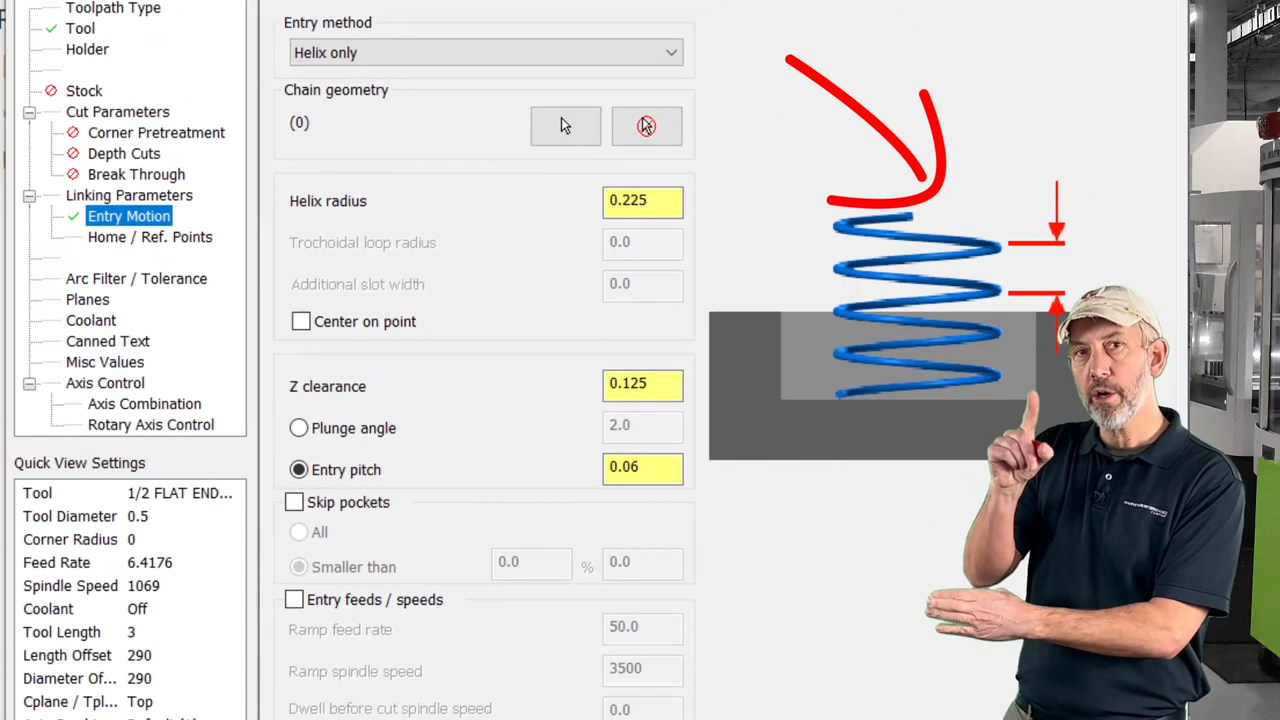 Toolpath Type
Tool
Holder
Stock
Cut Parameters
Corner Pretreatment
Depth Cuts
Break Through
Linking Parameters
Entry Motion
Home / Ref. Points
Arc Filter / Tolerance
Planes
Coolant
Canned Text
Misc Values
Axis Control
Axis Combination
Rotary Axis Control
Quick View Settings
Tool 1/2 FLAT END...
Tool Diameter 0.5
Corner Radius 0
Feed Rate 6.4176
Spindle Speed 1069
Coolant Off
Tool Length 3
Length Offset 290
Diameter Of... 290
Cplane / Tpl... Top
Entry method
Helix only
Chain geometry
(0)
Helix radius 0.225
Trochoidal loop radius 0.0
Additional slot width 0.0
Center on point
Z clearance 0.125
Plunge angle 2.0
Entry pitch 0.06
Skip pockets
All
Smaller than 0.0 % 0.0
Entry feeds / speeds
Ramp feed rate 50.0
Ramp spindle speed 3500
Dwell before cut spindle speed 0.0